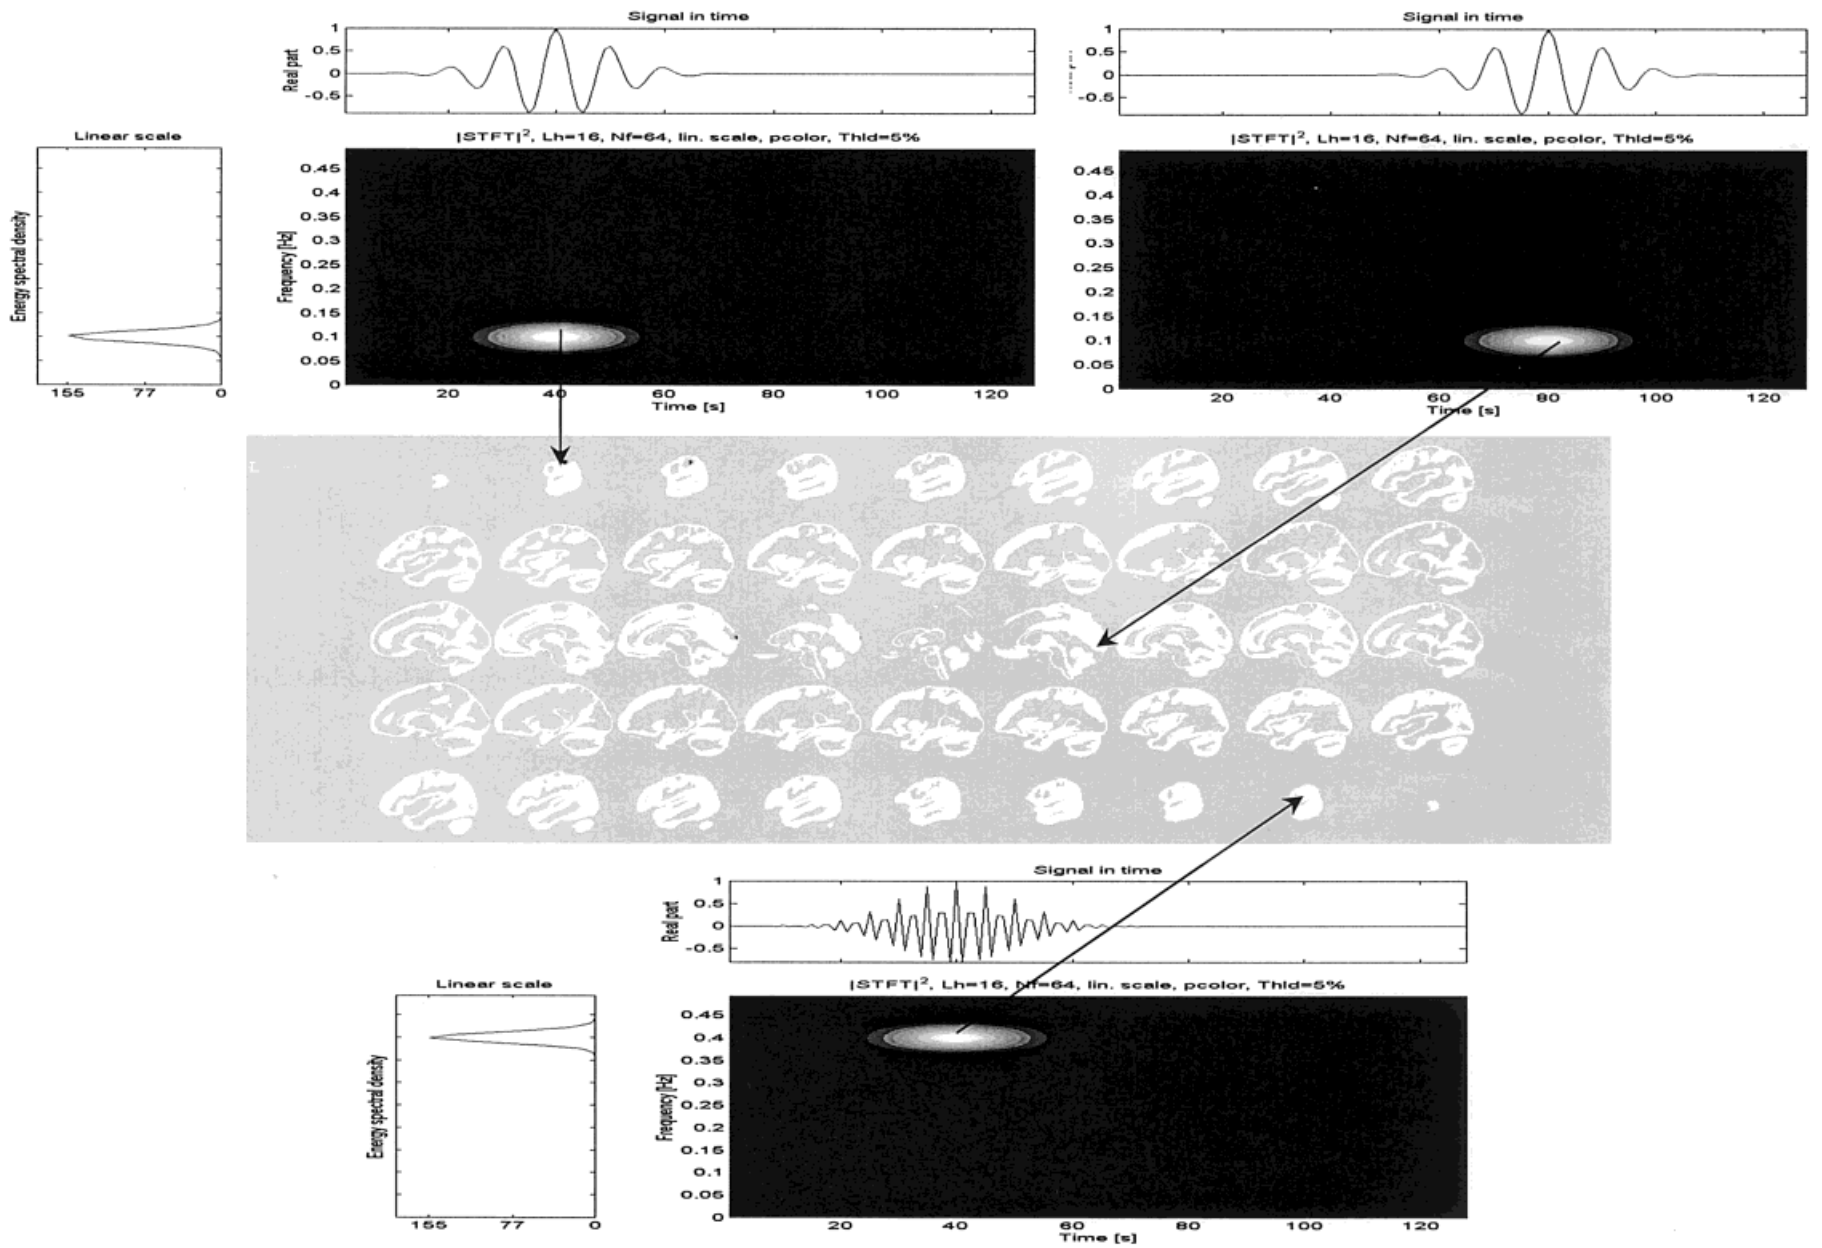 Signal in time
Real part
1
0.5
0
-0.5
Signal in time
1
0.5
0
-0.5
Linear scale
Energy spectral density
155 77 0
|STFT|², Lh=16, Nf=64, lin. scale, pcolor, Thld=5%
Frequency [Hz]
0.45
0.4
0.35
0.3
0.25
0.2
0.15
0.1
0.05
0
20 40 60 80 100 120
Time [s]
|STFT|², Lh=16, Nf=64, lin. scale, pcolor, Thld=5%
0.45
0.4
0.35
0.3
0.25
0.2
0.15
0.1
0.05
0
20 40 60 80 100 120
Time [s]
L
Signal in time
Real part
1
0.5
0
-0.5
Linear scale
Energy spectral density
155 77 0
|STFT|², Lh=16, Nf=64, lin. scale, pcolor, Thld=5%
Frequency [Hz]
0.45
0.4
0.35
0.3
0.25
0.2
0.15
0.1
0.05
0
20 40 60 80 100 120
Time [s]